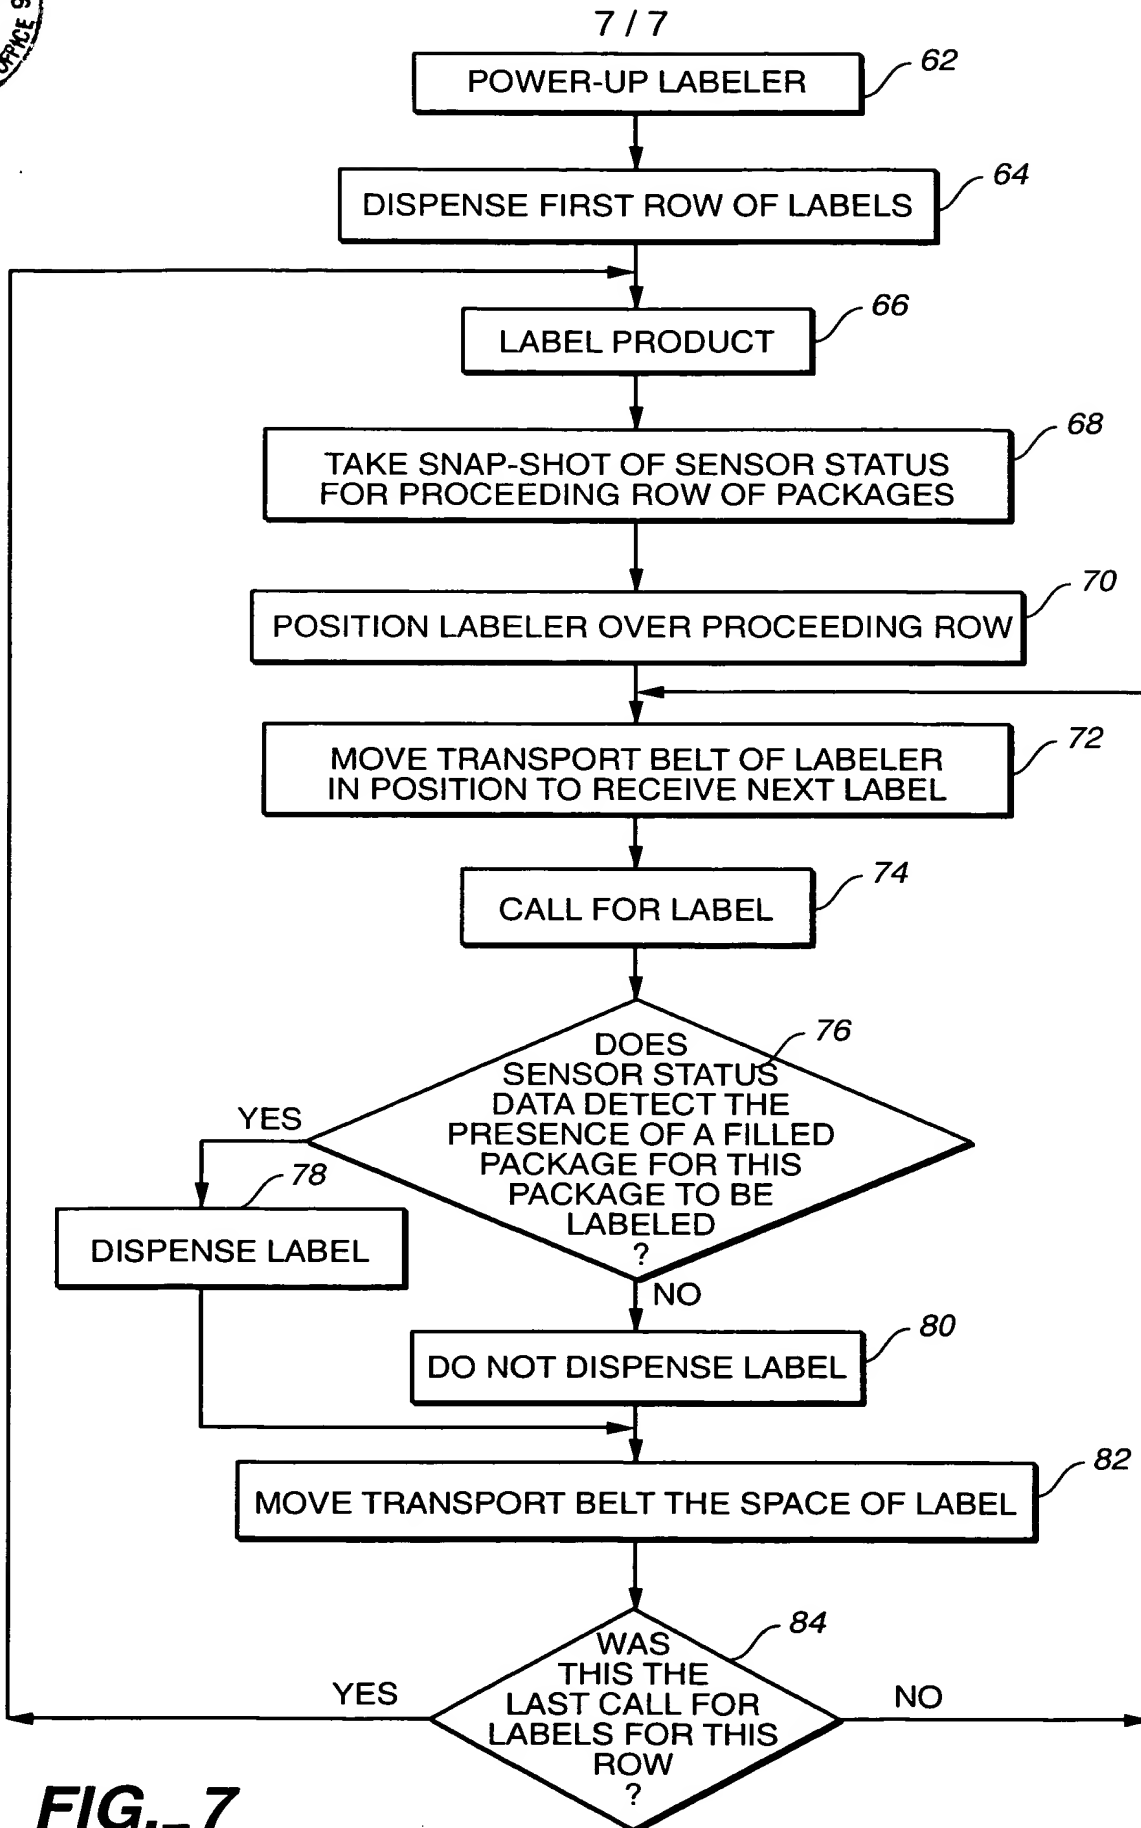 OFFICE
7 / 7
POWER-UP LABELER
62
DISPENSE FIRST ROW OF LABELS
64
LABEL PRODUCT
66
TAKE SNAP-SHOT OF SENSOR STATUS
FOR PROCEEDING ROW OF PACKAGES
68
POSITION LABELER OVER PROCEEDING ROW
70
MOVE TRANSPORT BELT OF LABELER
IN POSITION TO RECEIVE NEXT LABEL
72
CALL FOR LABEL
74
DOES
SENSOR STATUS
DATA DETECT THE
PRESENCE OF A FILLED
PACKAGE FOR THIS
PACKAGE TO BE
LABELED
?
76
YES
78
DISPENSE LABEL
NO
DO NOT DISPENSE LABEL
80
MOVE TRANSPORT BELT THE SPACE OF LABEL
82
WAS
THIS THE
LAST CALL FOR
LABELS FOR THIS
ROW
?
84
YES
NO
FIG._7